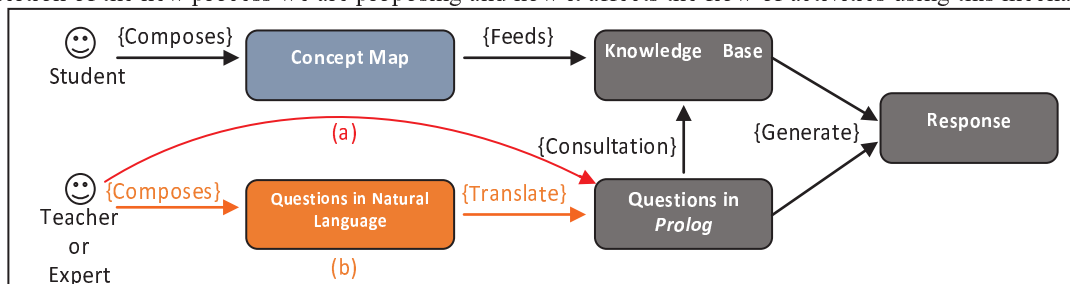 {Composes}
{Feeds}
Concept Map
Knowledge Base
Student
Response
(a)
{Generate}
{Consultation}
{Composes}
Questions in Natural
Language
{Translate}
Questions in
Prolog
Teacher
or
Expert
(b)